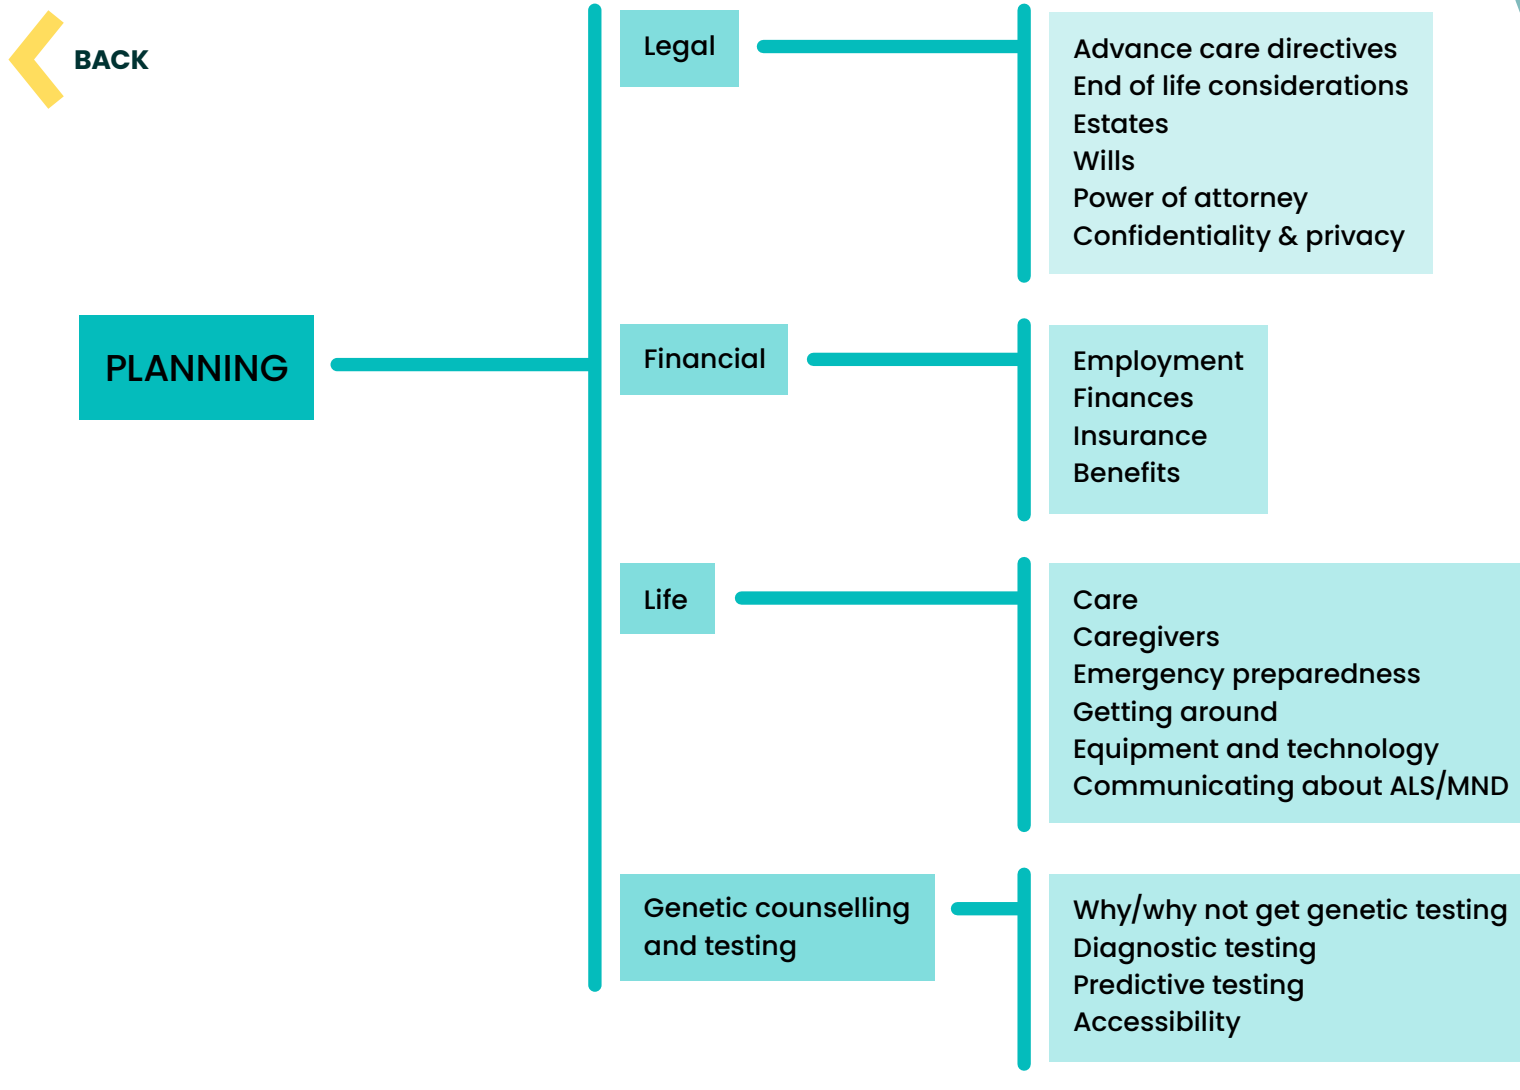 BACK
PLANNING
Legal
Advance care directives
End of life considerations
Estates
Wills
Power of attorney
Confidentiality & privacy
Financial
Employment
Finances
Insurance
Benefits
Life
Care
Caregivers
Emergency preparedness
Getting around
Equipment and technology
Communicating about ALS/MND
Genetic counselling
and testing
Why/why not get genetic testing
Diagnostic testing
Predictive testing
Accessibility